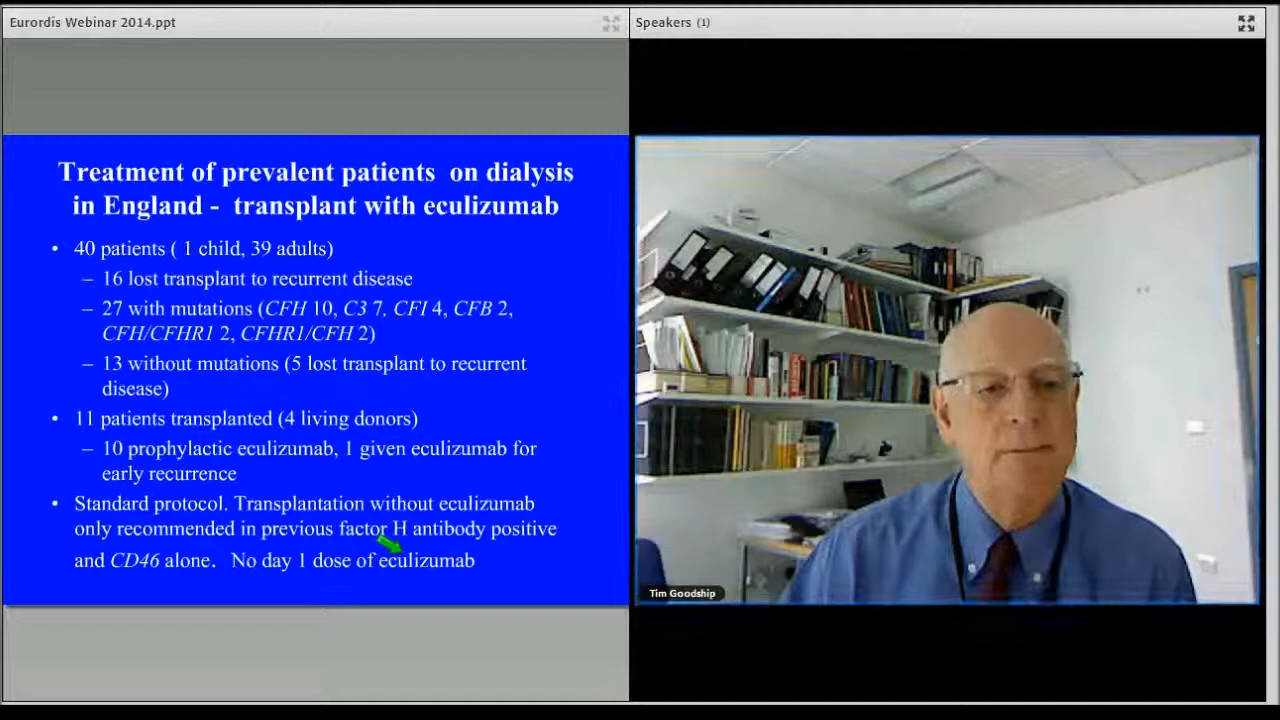 Eurordis Webinar 2014.ppt
Speakers (1)
Treatment of prevalent patients on dialysis
in England - transplant with eculizumab
• 40 patients ( 1 child, 39 adults)
– 16 lost transplant to recurrent disease
– 27 with mutations (CFH 10, C3 7, CFI 4, CFB 2,
CFH/CFHR1 2, CFHR1/CFH 2)
– 13 without mutations (5 lost transplant to recurrent
disease)
• 11 patients transplanted (4 living donors)
– 10 prophylactic eculizumab, 1 given eculizumab for
early recurrence
• Standard protocol. Transplantation without eculizumab
only recommended in previous factor H antibody positive
and CD46 alone. No day 1 dose of eculizumab
Tim Goodship